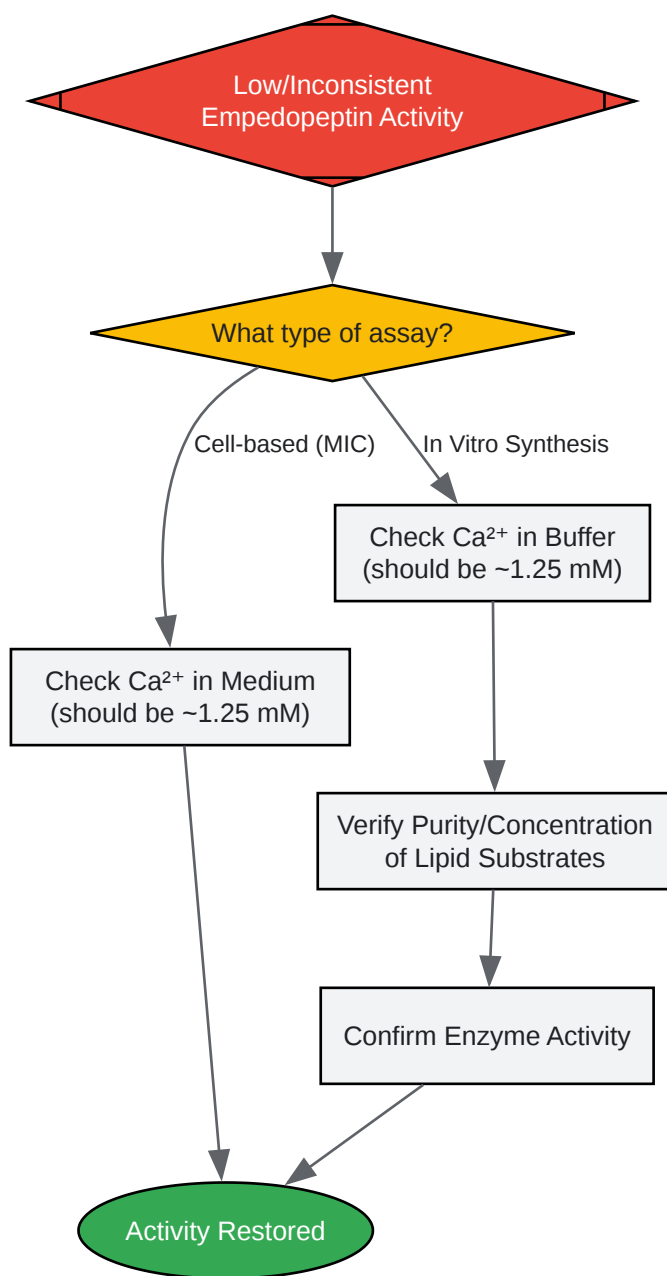 Low/Inconsistent
Empedopeptin Activity
What type of assay?
Cell-based (MIC)
In Vitro Synthesis
Check Ca²⁺ in Buffer
(should be ~1.25 mM)
Check Ca²⁺ in Medium
(should be ~1.25 mM)
Verify Purity/Concentration
of Lipid Substrates
Confirm Enzyme Activity
Activity Restored